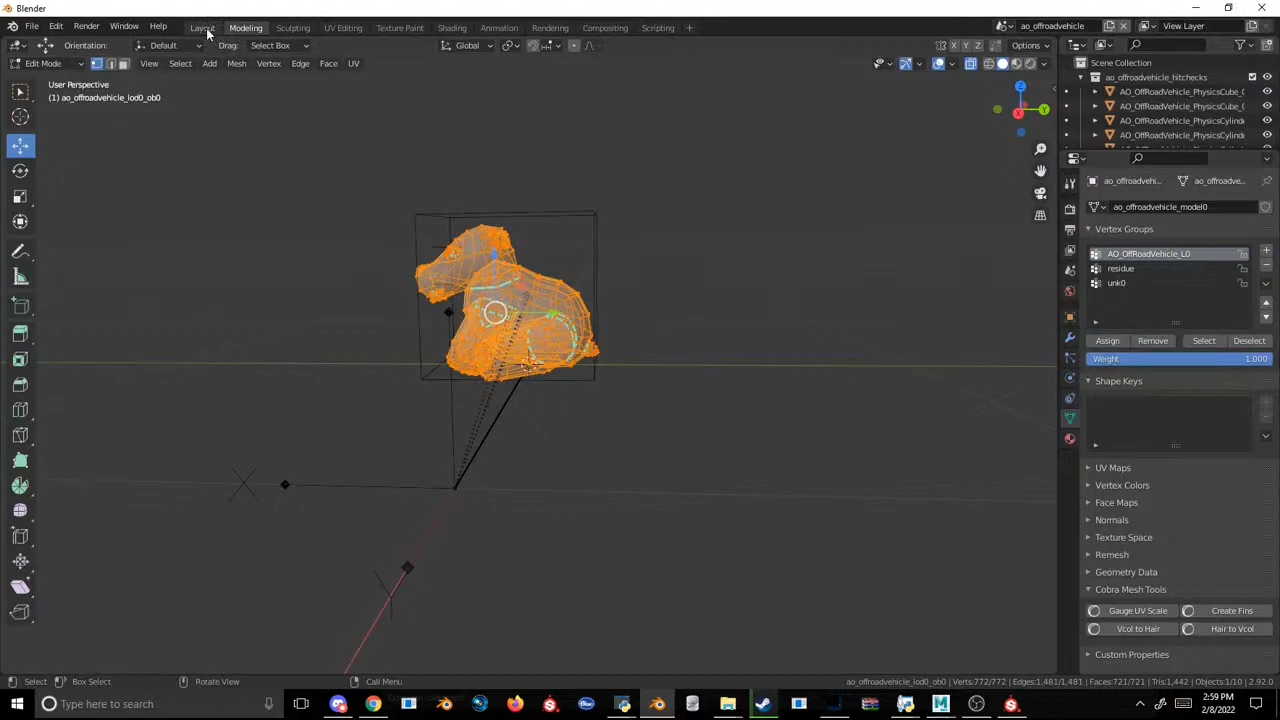 Blender
File Edit Render Window Help Layout Modeling Sculpting UV Editing Texture Paint Shading Animation Rendering Compositing Scripting + ao_offroadvehicle View Layer
Orientation: Default Drag: Select Box Global X Y Z Options
Edit Mode View Select Add Mesh Vertex Edge Face UV
Scene Collection
ao_offroadvehicle_hitchecks
AO_OffRoadVehicle_PhysicsCube_(
AO_OffRoadVehicle_PhysicsCube_(
AO_OffRoadVehicle_PhysicsCylinde
AO_OffRoadVehicle_PhysicsCylinde
User Perspective
(1) ao_offroadvehicle_lod0_ob0
Z
Y
X
ao_offroadvehi... ao_offroadve...
ao_offroadvehicle_model0
Vertex Groups
AO_OffRoadVehicle_L0
residue
unk0
Assign Remove Select Deselect
Weight 1.000
Shape Keys
UV Maps
Vertex Colors
Face Maps
Normals
Texture Space
Remesh
Geometry Data
Cobra Mesh Tools
Gauge UV Scale Create Fins
Vcol to Hair Hair to Vcol
Custom Properties
Select Box Select Rotate View Call Menu ao_offroadvehicle_lod0_ob0 | Verts:772/772 | Edges:1,481/1,481 | Faces:721/721 | Tris:1,442 | Objects:1/10 | 2.92.0
Type here to search
2:59 PM
2/8/2022